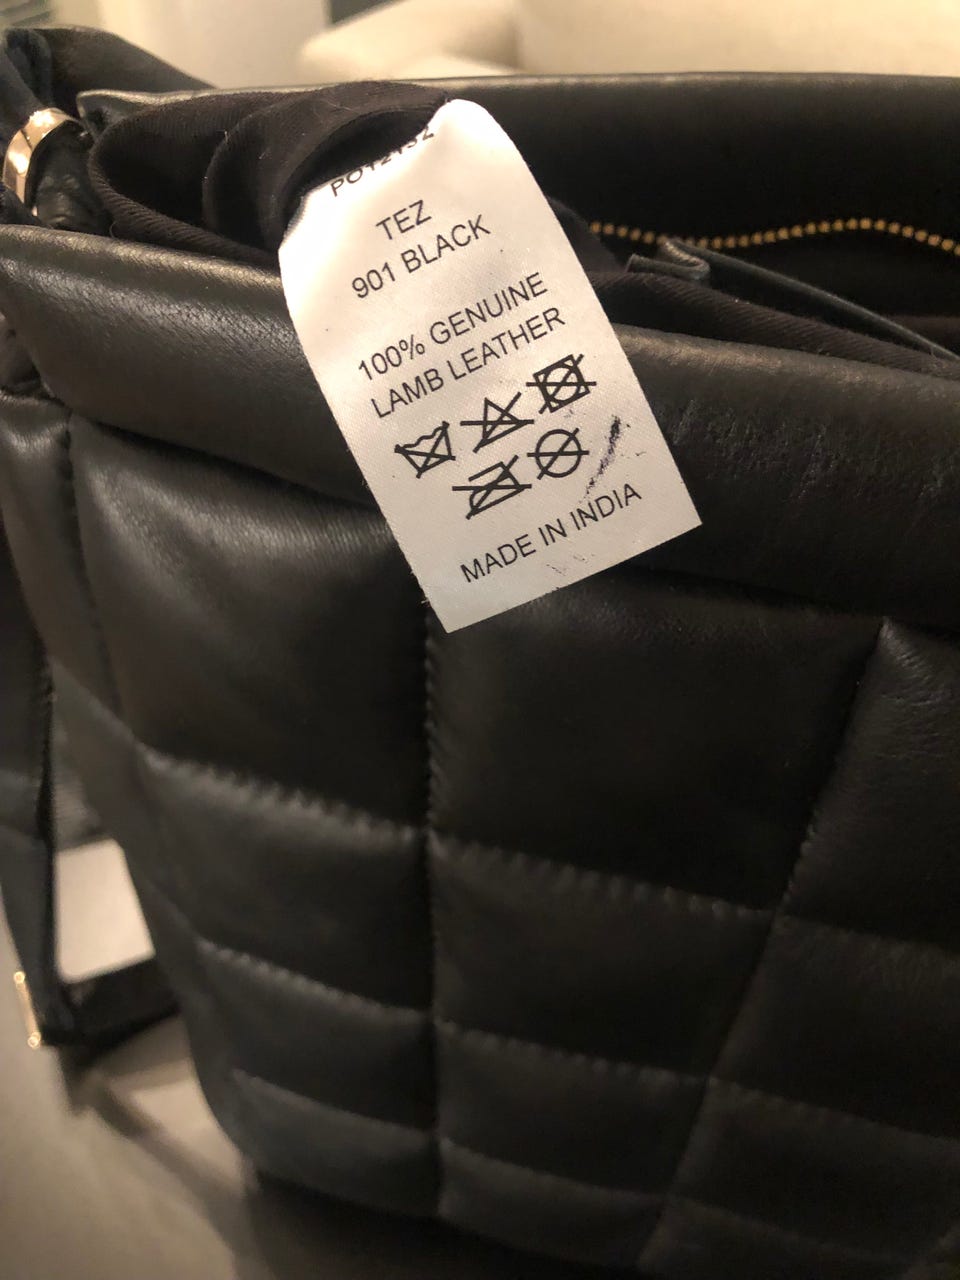 TEZ
901 BLACK
100% GENUINE
LAMB LEATHER
MADE IN INDIA